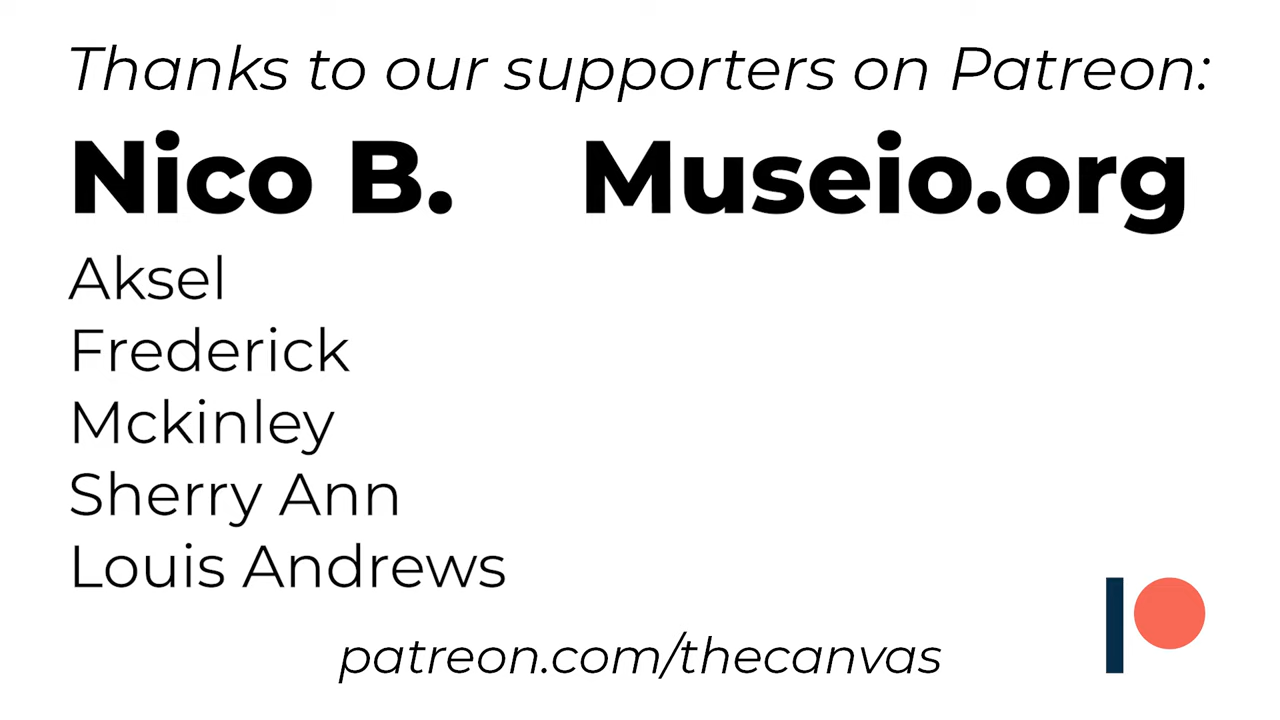 Thanks to our supporters on Patreon:
Nico B. Museio.org
Aksel
Frederick
Mckinley
Sherry Ann
Louis Andrews
patreon.com/thecanvas